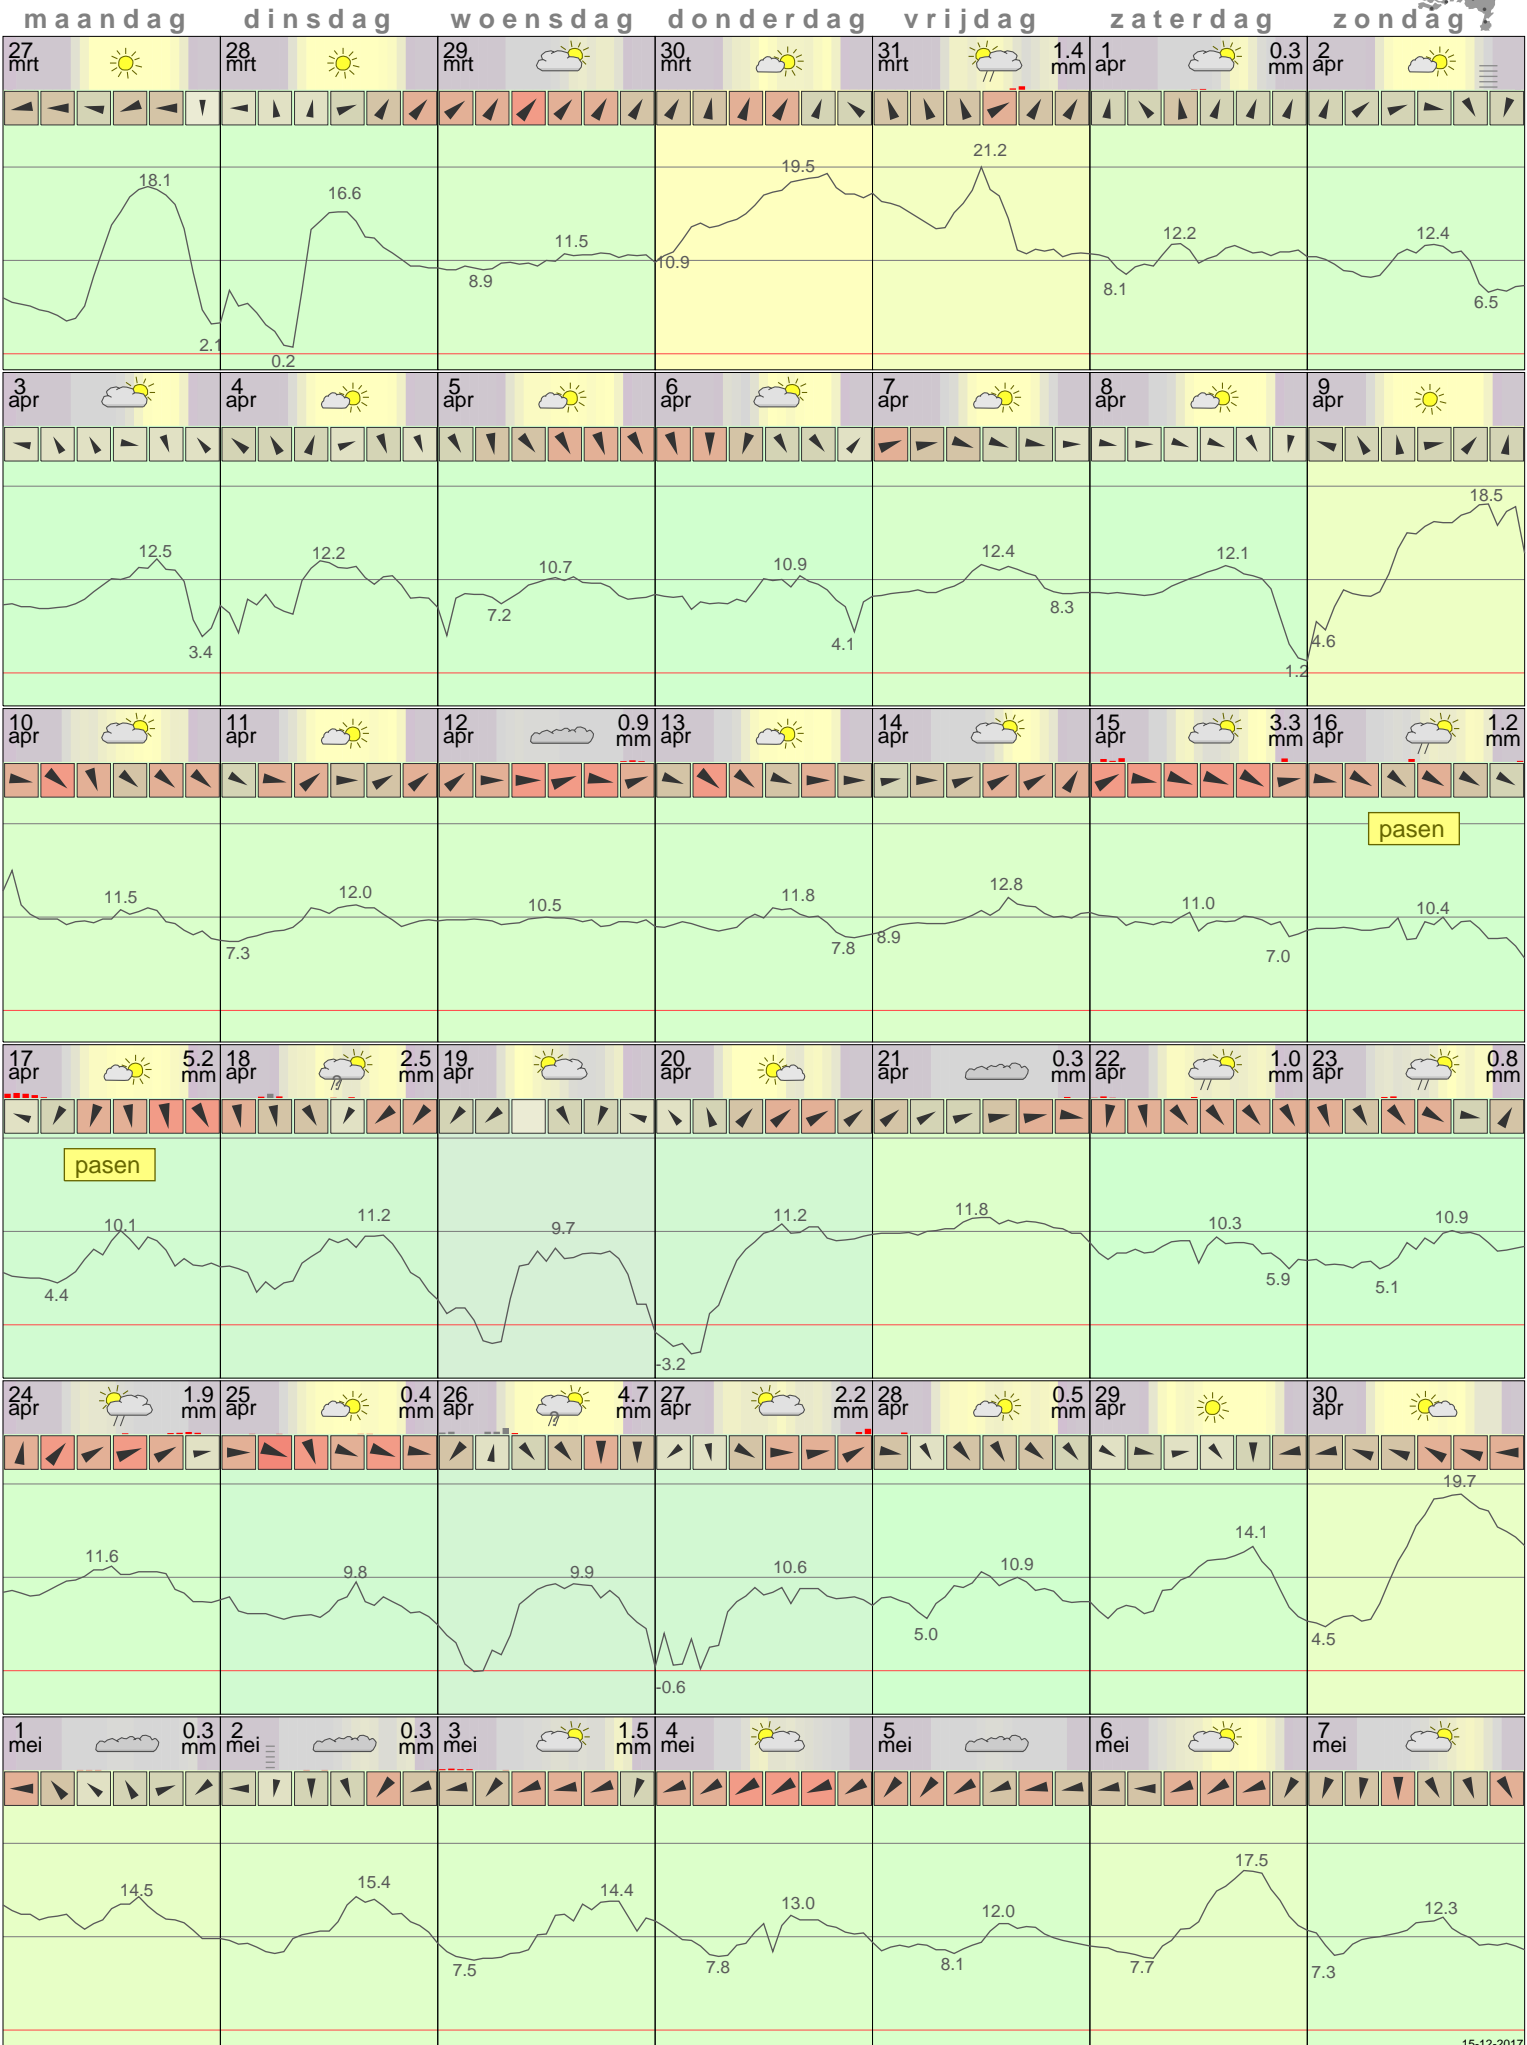 maandag dinsdag woensdag donderdag vrijdag zaterdag zondag
27 28 29 30 31 1.4 1 0.3 2
mrt mrt mrt mrt mrt mm apr mm apr
18.1 16.6 11.5 19.5 21.2 12.2 12.4
2.1 0.2 8.9 10.9 8.1 6.5
3 4 5 6 7 8 9
apr apr apr apr apr apr apr
12.5 12.2 10.7 10.9 12.4 12.1 18.5
3.4 7.2 4.1 8.3 1.2 4.6
10 11 12 0.9 13 14 15 3.3 16 1.2
apr apr apr mm apr apr apr mm apr mm
pasen
11.5 12.0 10.5 11.8 12.8 11.0 10.4
7.3 7.8 8.9 7.0
17 5.2 18 2.5 19 20 21 0.3 22 1.0 23 0.8
apr mm apr mm apr apr apr mm apr mm apr mm
?
pasen
10.1 11.2 9.7 11.2 11.8 10.3 10.9
4.4 -3.2 5.9 5.1
24 1.9 25 0.4 26 4.7 27 2.2 28 0.5 29 30
apr mm apr mm apr mm apr mm apr mm apr apr
?
11.6 9.8 9.9 10.6 10.9 14.1 19.7
-0.6 5.0 4.5
1 0.3 2 0.3 3 1.5 4 5 6 7
mei mm mei mm mei mm mei mei mei mei
14.5 15.4 14.4 13.0 12.0 17.5 12.3
7.5 7.8 8.1 7.7 7.3
15-12-2017